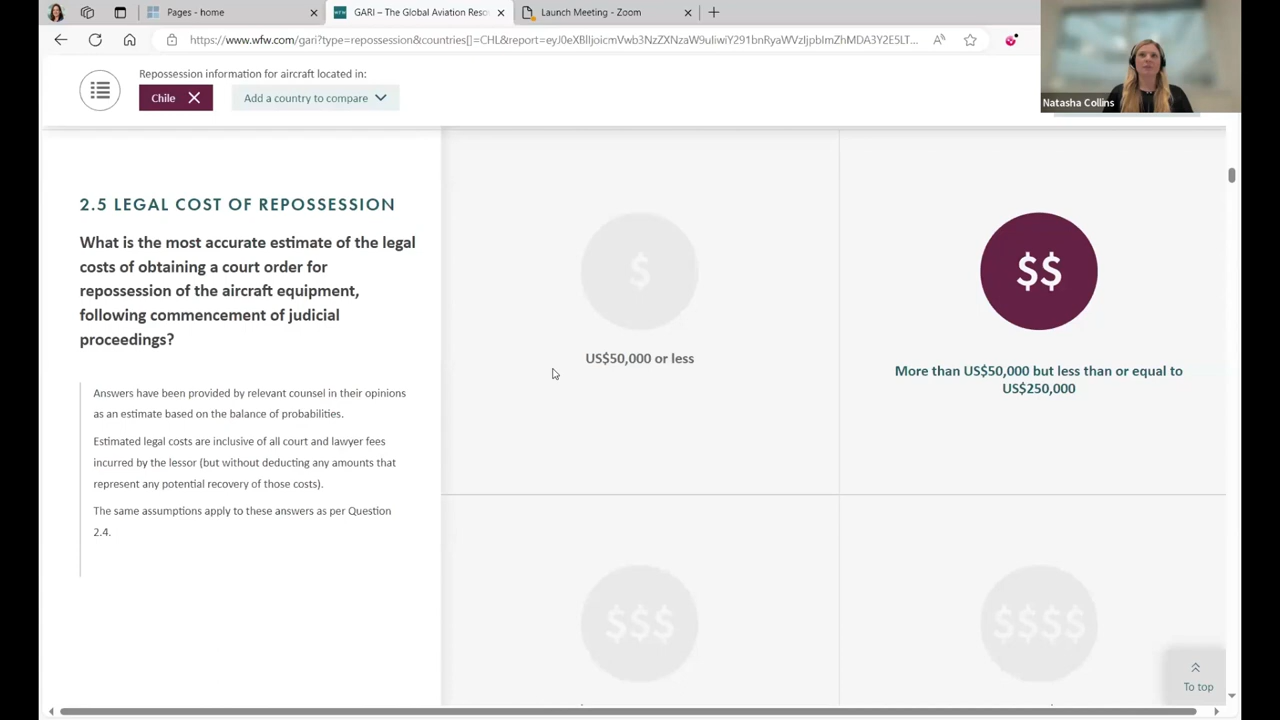 Pages - home
GARI – The Global Aviation Reso
Launch Meeting - Zoom
https://www.wfw.com/gari?type=repossession&countries[]=CHL&report=
Repossession information for aircraft located in:
Chile
Add a country to compare
Natasha Collins
2.5 LEGAL COST OF REPOSSESSION
What is the most accurate estimate of the legal
costs of obtaining a court order for
repossession of the aircraft equipment,
following commencement of judicial
proceedings?
Answers have been provided by relevant counsel in their opinions
as an estimate based on the balance of probabilities.
Estimated legal costs are inclusive of all court and lawyer fees
incurred by the lessor (but without deducting any amounts that
represent any potential recovery of those costs).
The same assumptions apply to these answers as per Question
2.4.
$
US$50,000 or less
$$
More than US$50,000 but less than or equal to
US$250,000
$$$
$$$$
To top